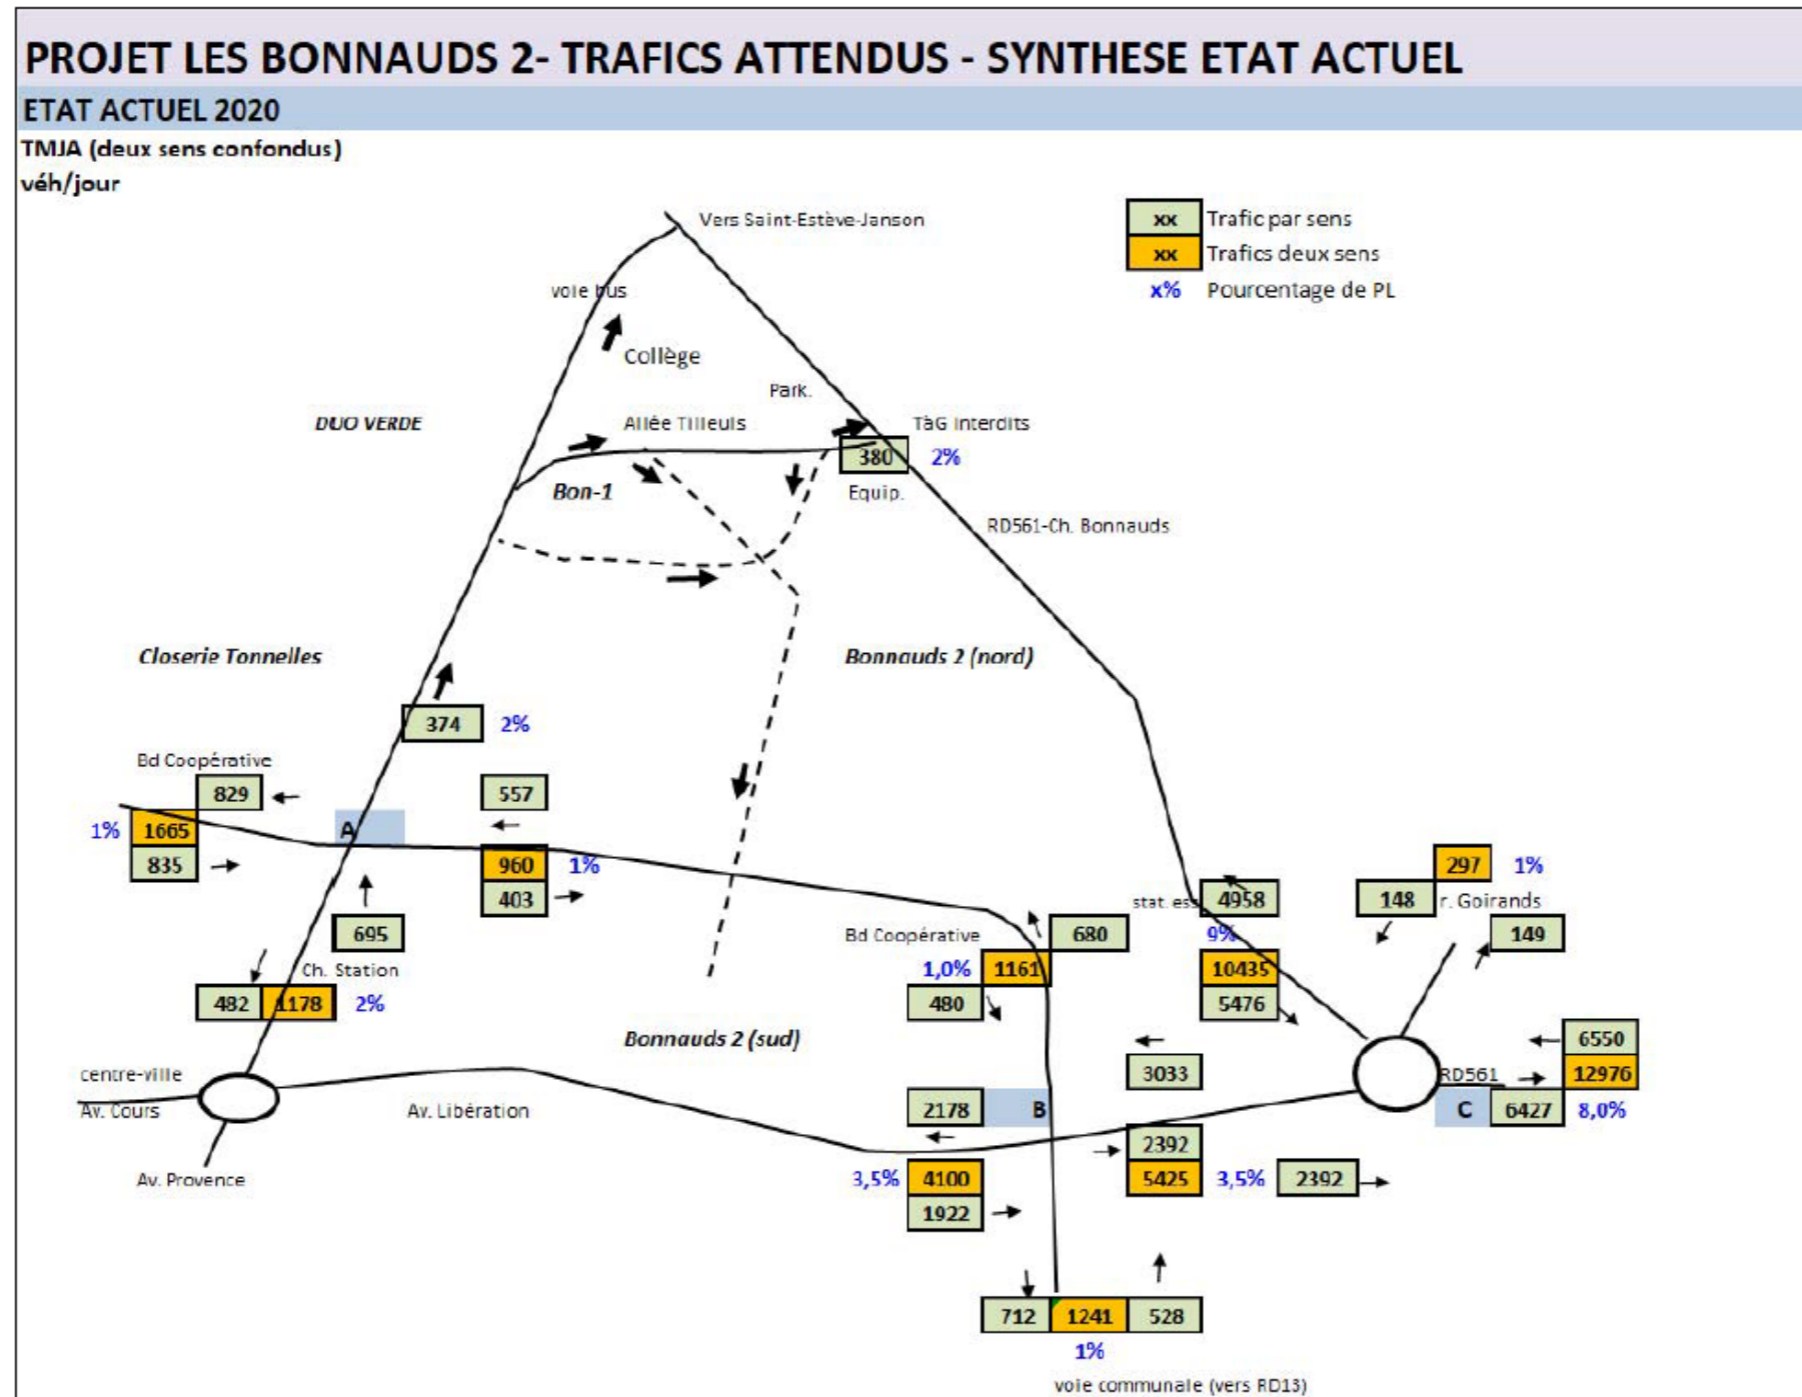 PROJET LES BONNAUDS 2- TRAFICS ATTENDUS - SYNTHESE ETAT ACTUEL
ETAT ACTUEL 2020
TMJA (deux sens confondus)
véh/jour
Vers Saint-Estève-Janson
xx Trafic par sens
xx Trafics deux sens
x% Pourcentage de PL
voie bus
Collège
Park.
DUO VERDE
Allée Tilleuls
TàG interdits
380 2%
Bon-1
Equip.
RD561-Ch. Bonnauds
Closerie Tonnelles
Bonnauds 2 (nord)
374 2%
Bd Coopérative
829
557
1% 1665
A
835
960 1%
403
297 1%
stat. ess
4958
148
r. Goirands
695
Bd Coopérative
680
9%
149
Ch. Station
1,0% 1161
10435
482 1178 2%
480
5476
Bonnauds 2 (sud)
6550
centre-ville
3033
RD561
12976
Av. Cours
Av. Libération
2178
B
C 6427 8,0%
2392
Av. Provence
3,5% 4100
5425 3,5%
2392
1922
712 1241 528
1%
voie communale (vers RD13)